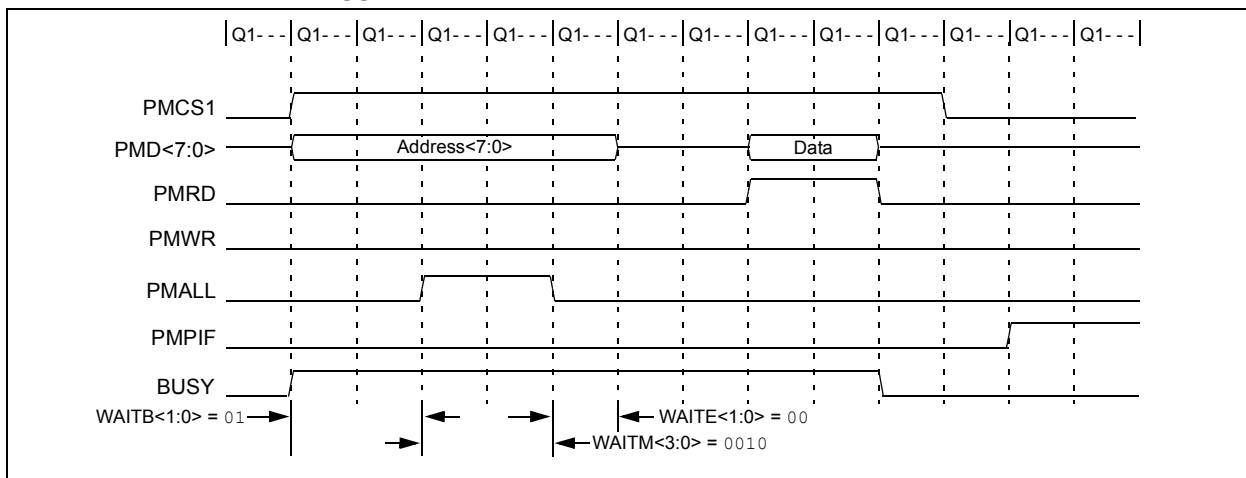 Q1- - - Q1- - - Q1- - - Q1- - - Q1- - - Q1- - - Q1- - - Q1- - - Q1- - - Q1- - - Q1- - - Q1- - - Q1- - - Q1- - -
PMCS1
PMD<7:0> Address<7:0> Data
PMRD
PMWR
PMALL
PMPIF
BUSY
WAITB<1:0> = 01 WAITE<1:0> = 00
WAITM<3:0> = 0010